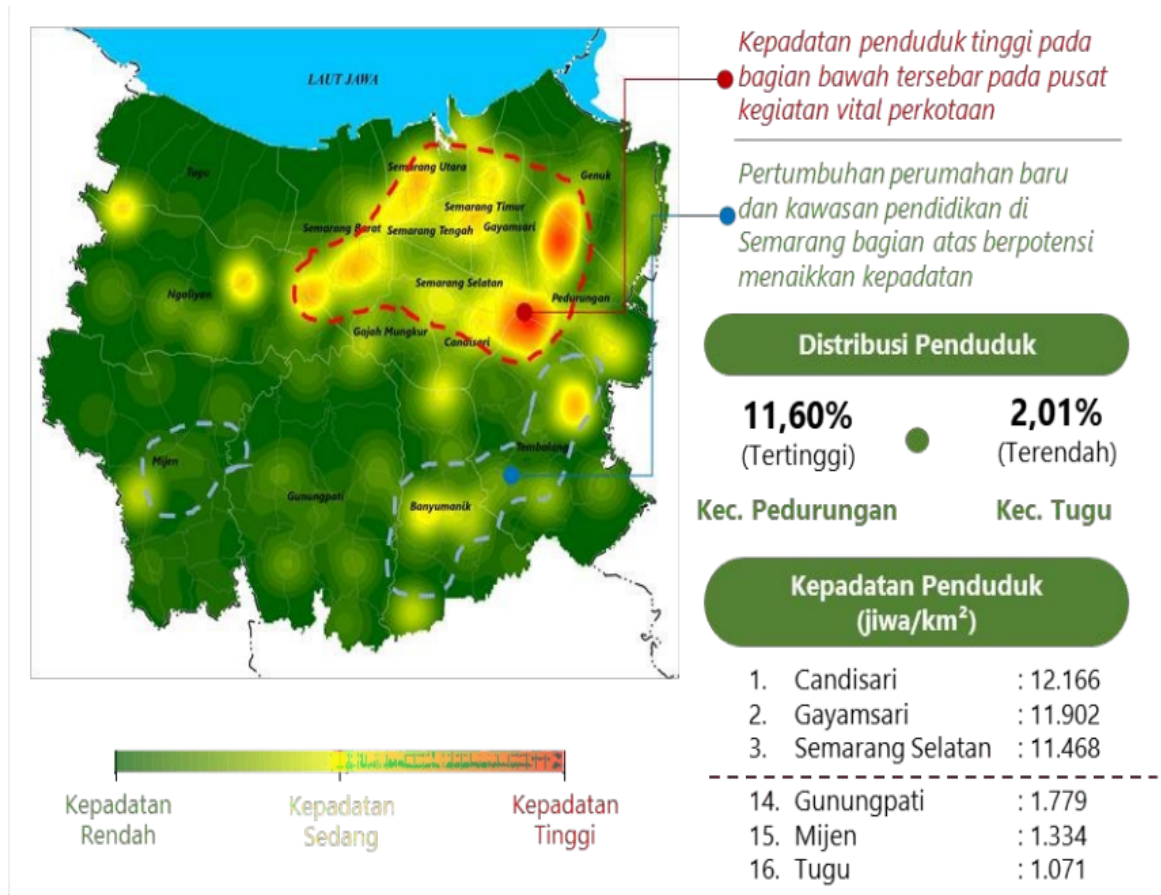 LAUT JAWA
Tugu
Semarang Utara
Genuk
Semarang Timur
Semarang Barat
Semarang Tengah
Gayamsari
Semarang Selatan
Ngaliyan
Pedurungan
Gajah Mungkur
Candisari
Tembalang
Mijen
Gunungpati
Banyumanik
Kepadatan Rendah
Kepadatan Sedang
Kepadatan Tinggi
Kepadatan penduduk tinggi pada
bagian bawah tersebar pada pusat
kegiatan vital perkotaan
Pertumbuhan perumahan baru
dan kawasan pendidikan di
Semarang bagian atas berpotensi
menaikkan kepadatan
Distribusi Penduduk
11,60% 2,01%
(Tertinggi) (Terendah)
Kec. Pedurungan Kec. Tugu
Kepadatan Penduduk
(jiwa/km²)
1. Candisari : 12.166
2. Gayamsari : 11.902
3. Semarang Selatan : 11.468
14. Gunungpati : 1.779
15. Mijen : 1.334
16. Tugu : 1.071